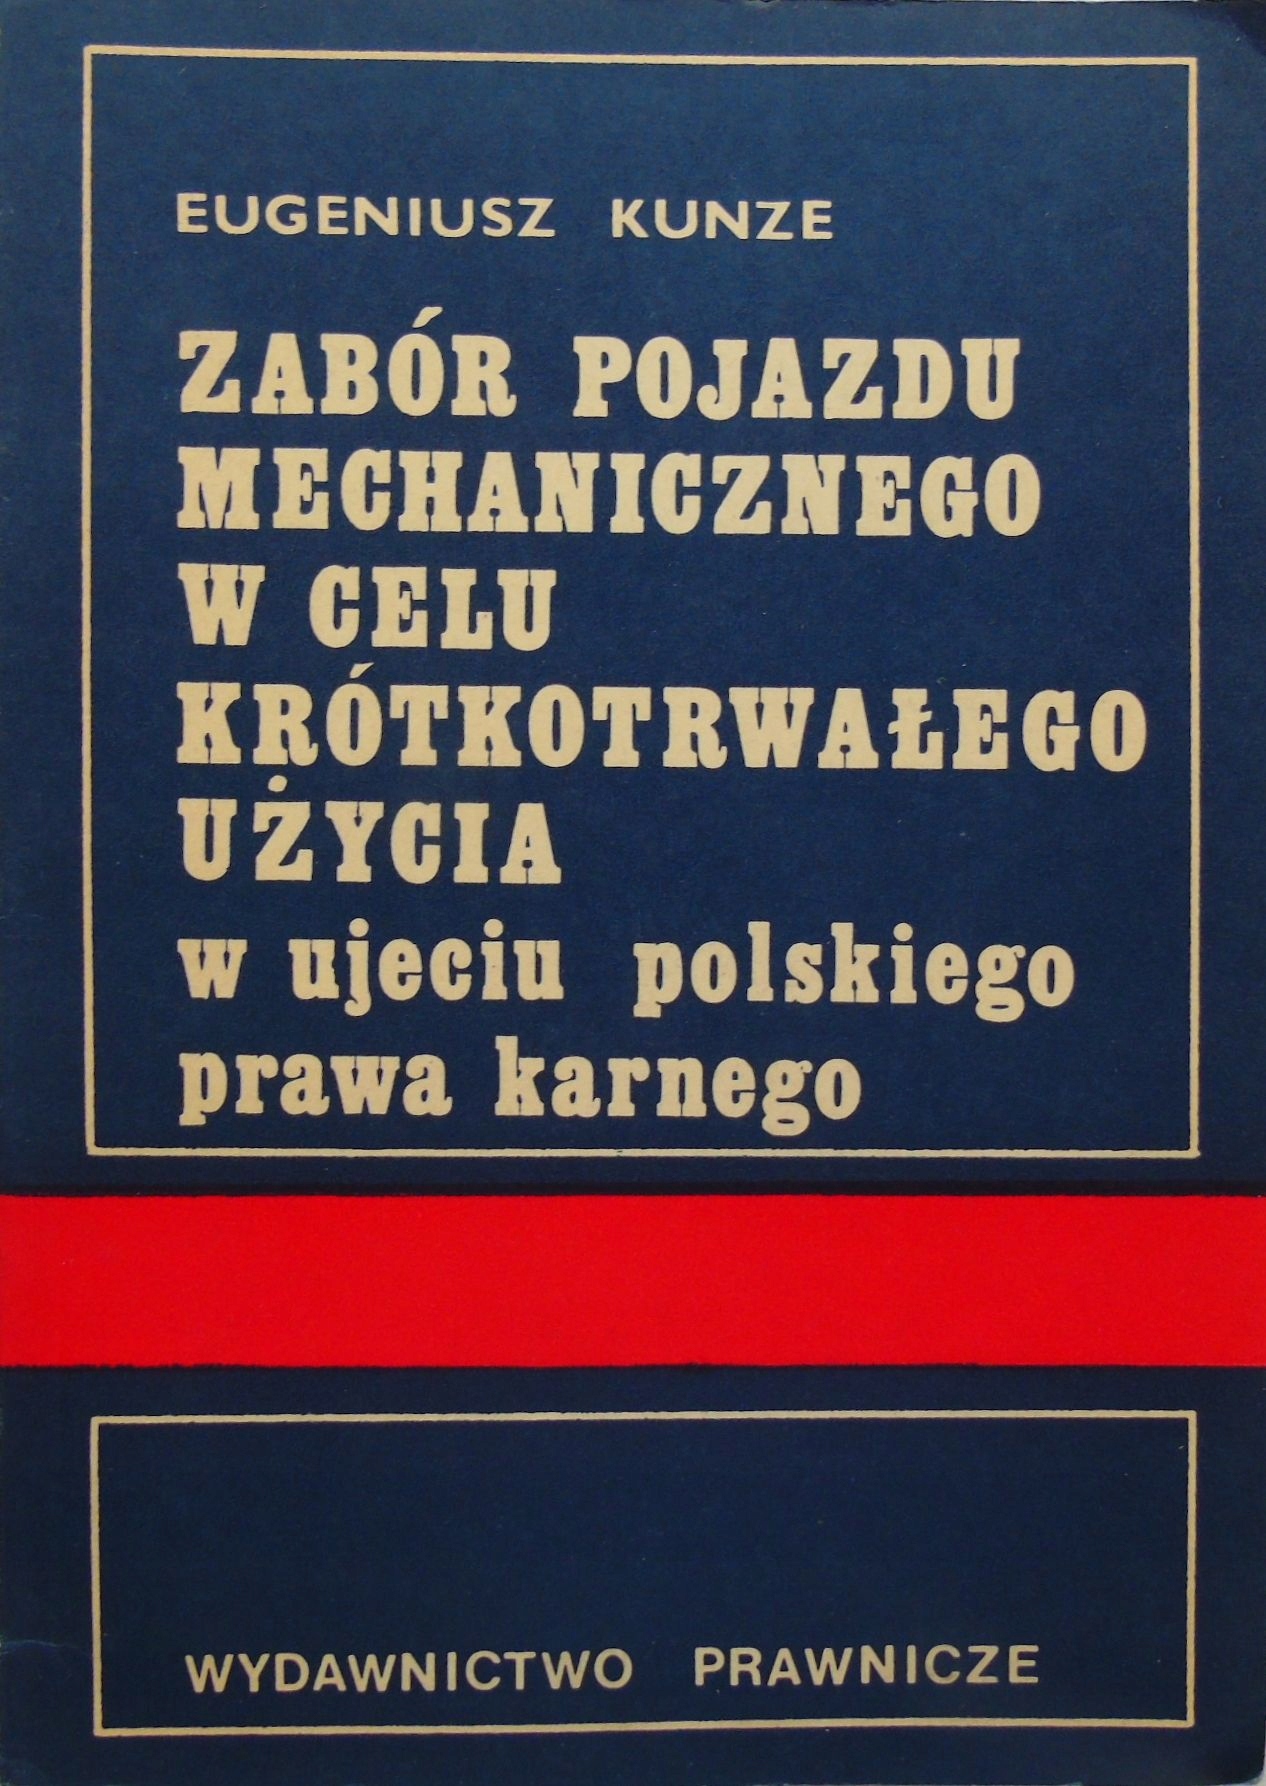 EUGENIUSZ KUNZE
ZABÓR POJAZDU
MECHANICZNEGO
W CELU
KRÓTKOTRWAŁEGO
UŻYCIA
w ujeciu polskiego
prawa karnego
WYDAWNICTWO PRAWNICZE